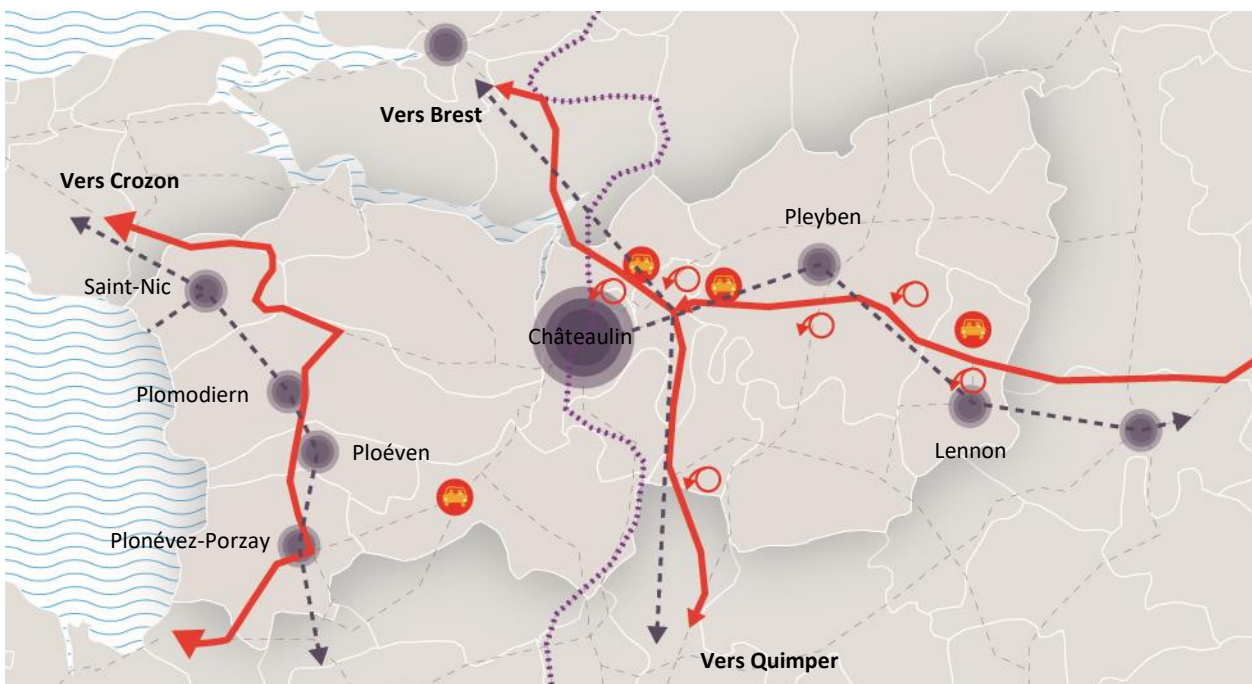 Vers Brest
Vers Crozon
Pleyben
Saint-Nic
Châteaulin
Plomodiern
Ploéven
Lennon
Plonévez-Porzay
Vers Quimper